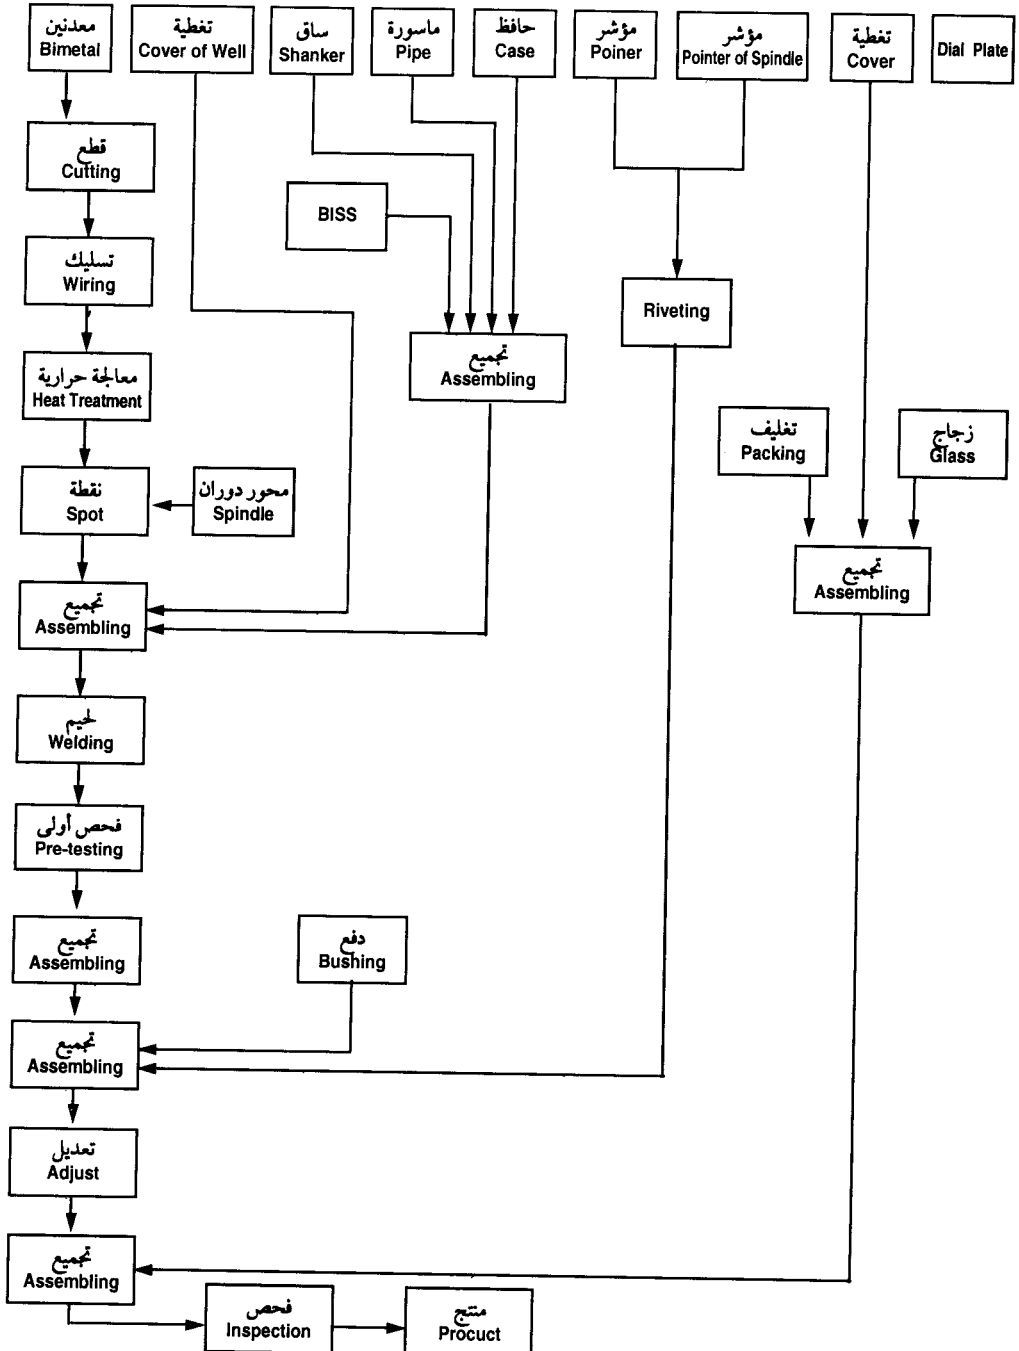 معدنين
Bimetal
تغطية
Cover of Well
ساق
Shanker
ماسورة
Pipe
حافظ
Case
مؤشر
Poiner
مؤشر
Pointer of Spindle
تغطية
Cover
Dial Plate
قطع
Cutting
BISS
تسليك
Wiring
Riveting
تجميع
Assembling
معالجة حرارية
Heat Treatment
تغليف
Packing
زجاج
Glass
نقطة
Spot
محور دوران
Spindle
تجميع
Assembling
تجميع
Assembling
لحيم
Welding
فحص أولى
Pre-testing
تجميع
Assembling
دفع
Bushing
تجميع
Assembling
تعديل
Adjust
تجميع
Assembling
فحص
Inspection
منتج
Procuct